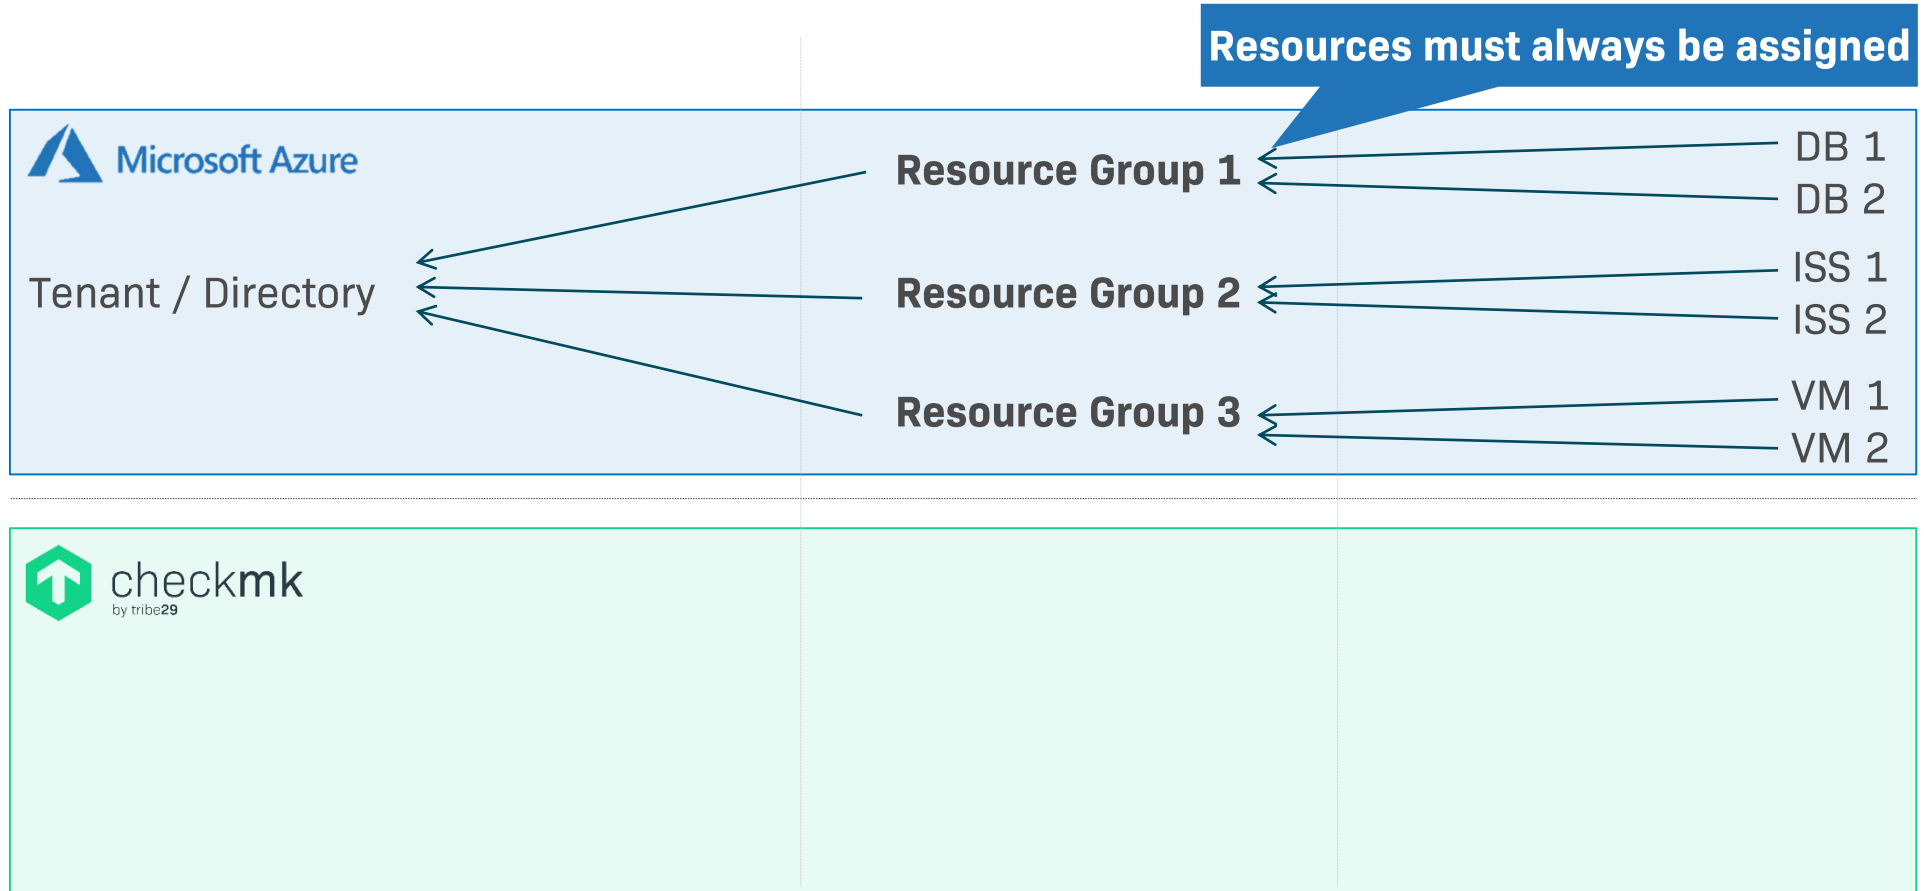 Resources must always be assigned
Microsoft Azure
Resource Group 1
DB 1
DB 2
Tenant / Directory
Resource Group 2
ISS 1
ISS 2
Resource Group 3
VM 1
VM 2
checkmk
by tribe29